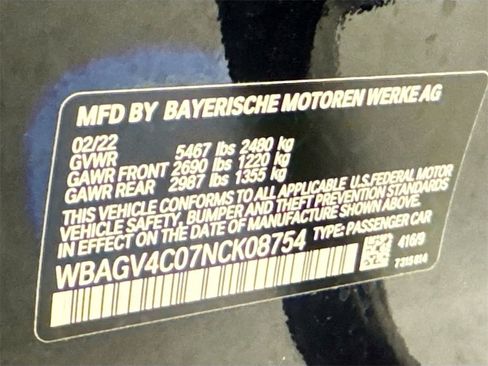 MFD BY BAYERISCHE MOTOREN WERKE AG
02/22
GVWR 5467 lbs 2480 kg
GAWR FRONT 2690 lbs 1220 kg
GAWR REAR 2987 lbs 1355 kg
THIS VEHICLE CONFORMS TO ALL APPLICABLE U.S.FEDERAL MOTOR
VEHICLE SAFETY, BUMPER AND THEFT PREVENTION STANDARDS
IN EFFECT ON THE DATE OF MANUFACTURE SHOWN ABOVE.
WBAGV4C07NCK08754 TYPE: PASSENGER CAR
416/9
7315614